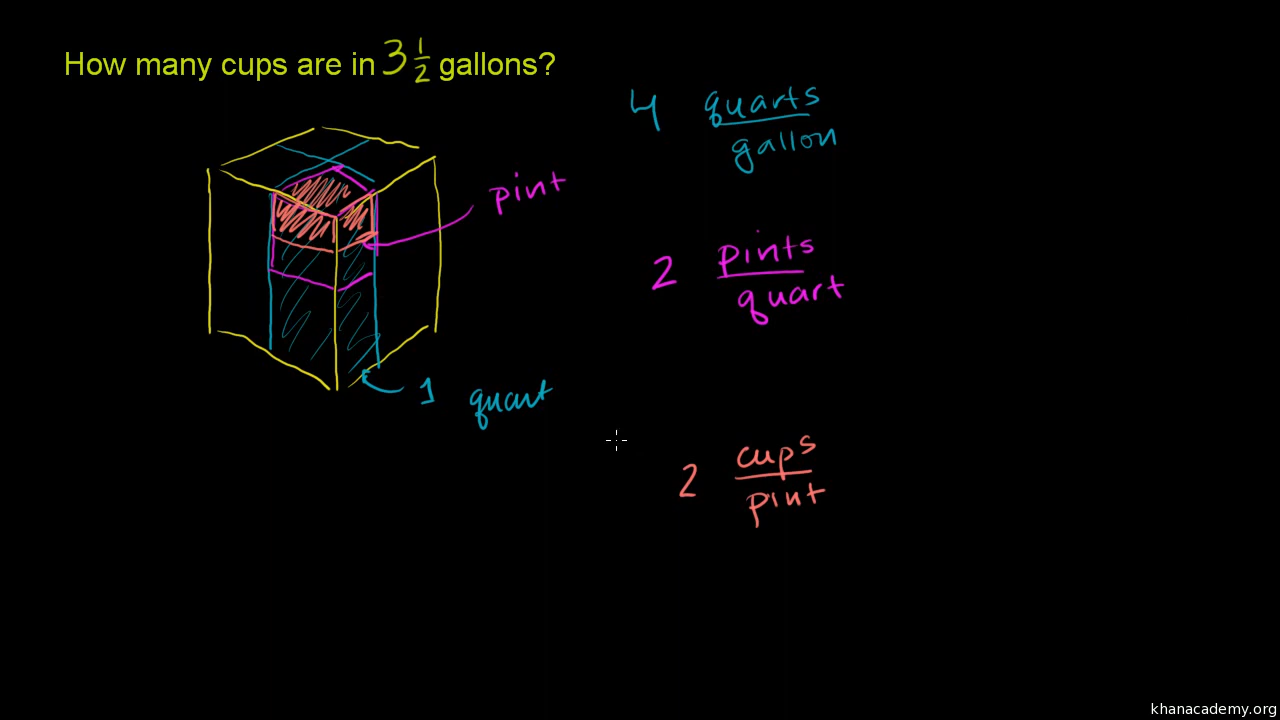 How many cups are in 3 1/2 gallons?
4 quarts/gallon
pint
2 pints/quart
1 quart
2 cups/pint
khanacademy.org